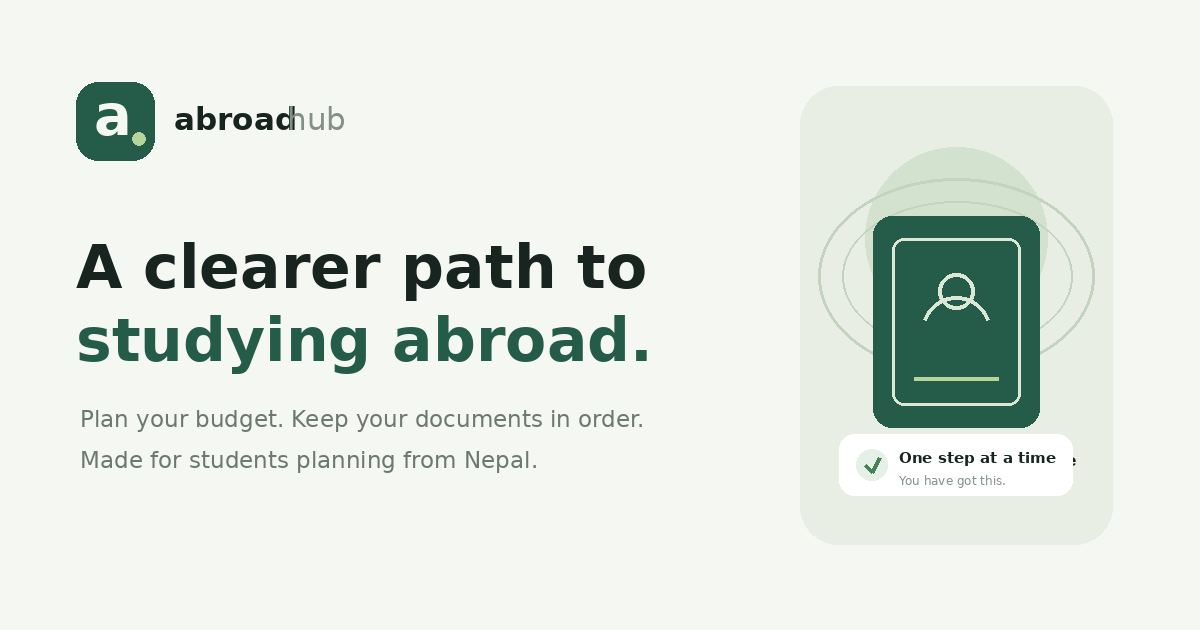 a.
abroadhub
A clearer path to
studying abroad.
Plan your budget. Keep your documents in order.
Made for students planning from Nepal.
One step at a time
You have got this.